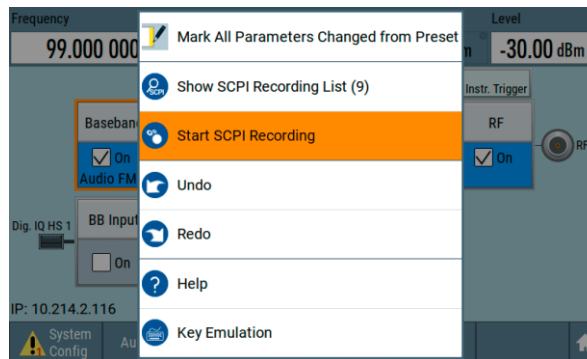 Frequency
Level
99.000 000
-30.00 dBm
Mark All Parameters Changed from Preset
Show SCPI Recording List (9)
Instr. Trigger
Baseban
Start SCPI Recording
RF
On
On
RF
Audio FM
Undo
Dig. IQ HS 1
BB Input
Redo
On
Help
IP: 10.214.2.116
System
Config
Au
Key Emulation